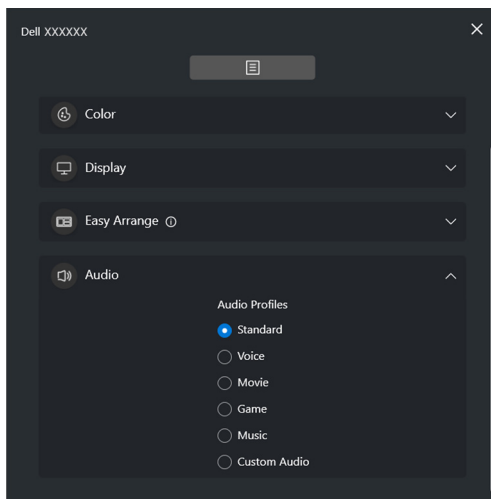 Dell XXXXXX
Color
Display
Easy Arrange
Audio
Audio Profiles
Standard
Voice
Movie
Game
Music
Custom Audio